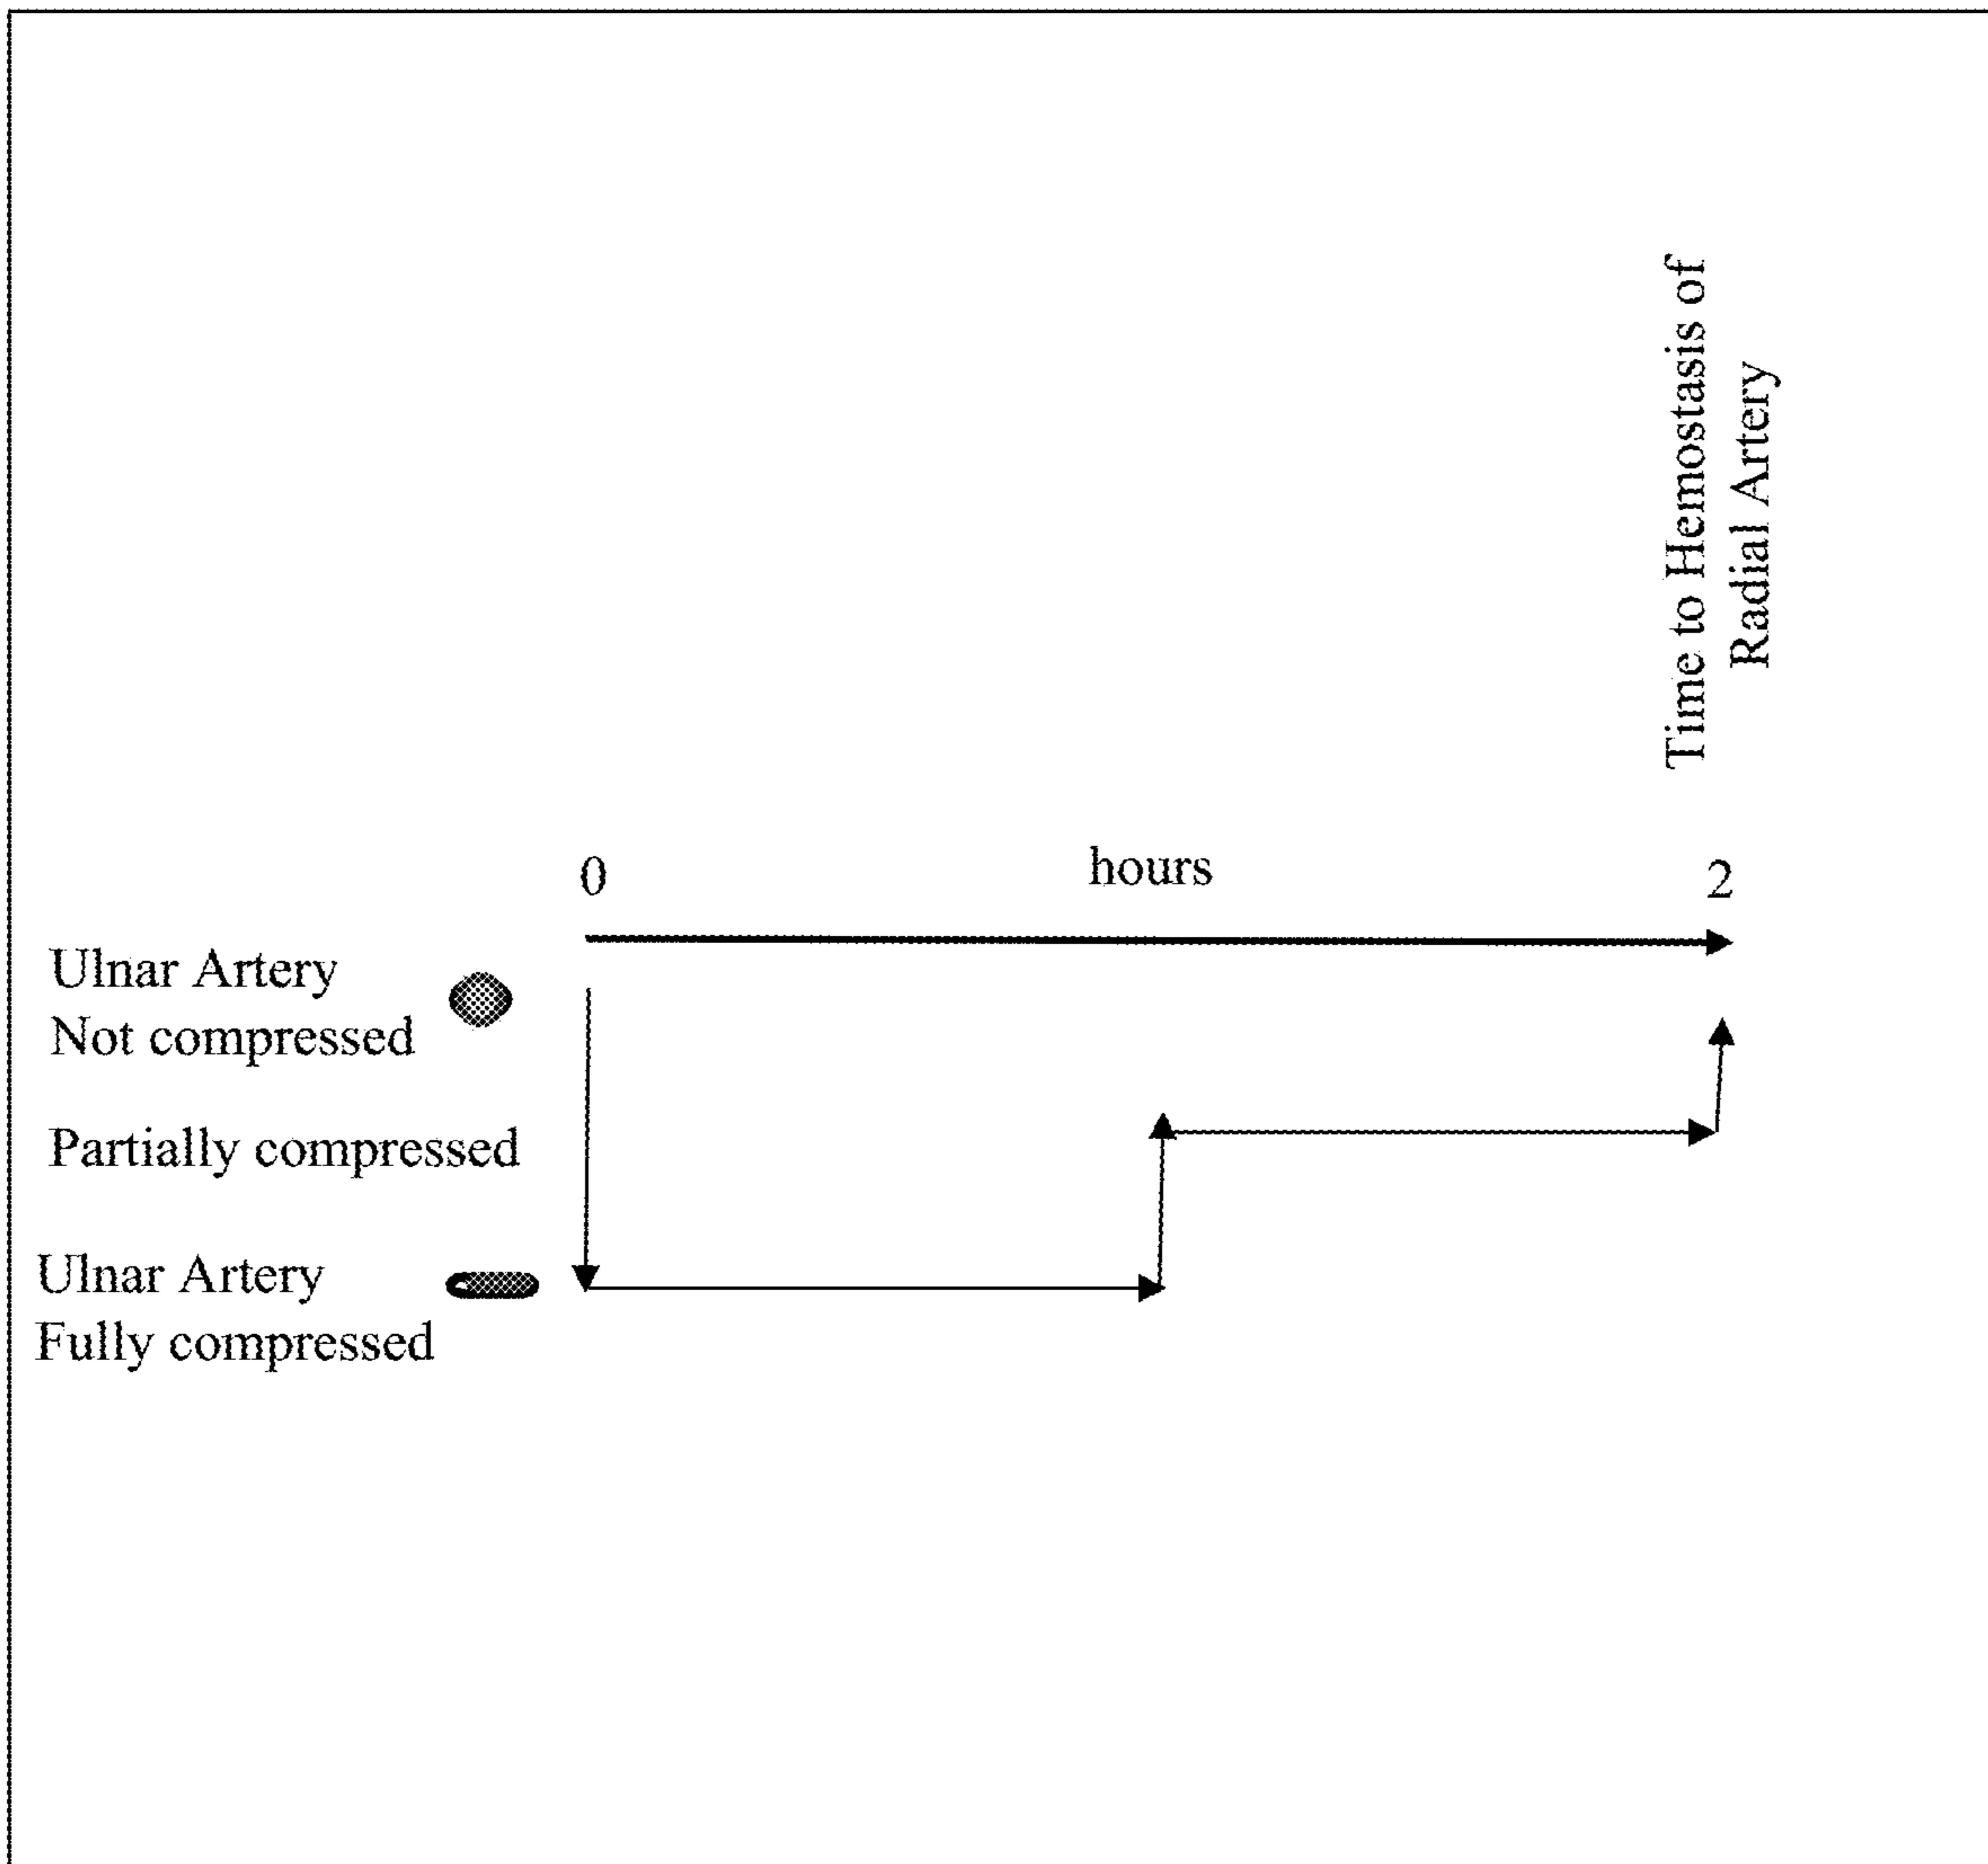 Time to Hemostasis of
Radial Artery
0
hours
2
Ulnar Artery
Not compressed
Partially compressed
Ulnar Artery
Fully compressed